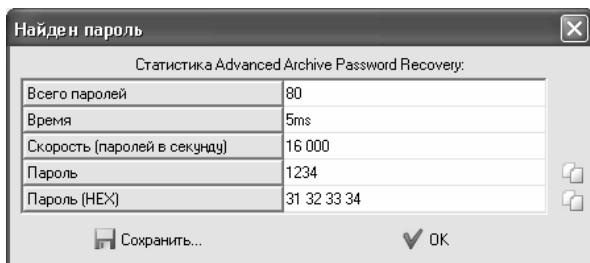 Найден пароль
Статистика Advanced Archive Password Recovery:
Всего паролей 80
Время 5ms
Скорость (паролей в секунду) 16 000
Пароль 1234
Пароль (HEX) 31 32 33 34
Сохранить... OK